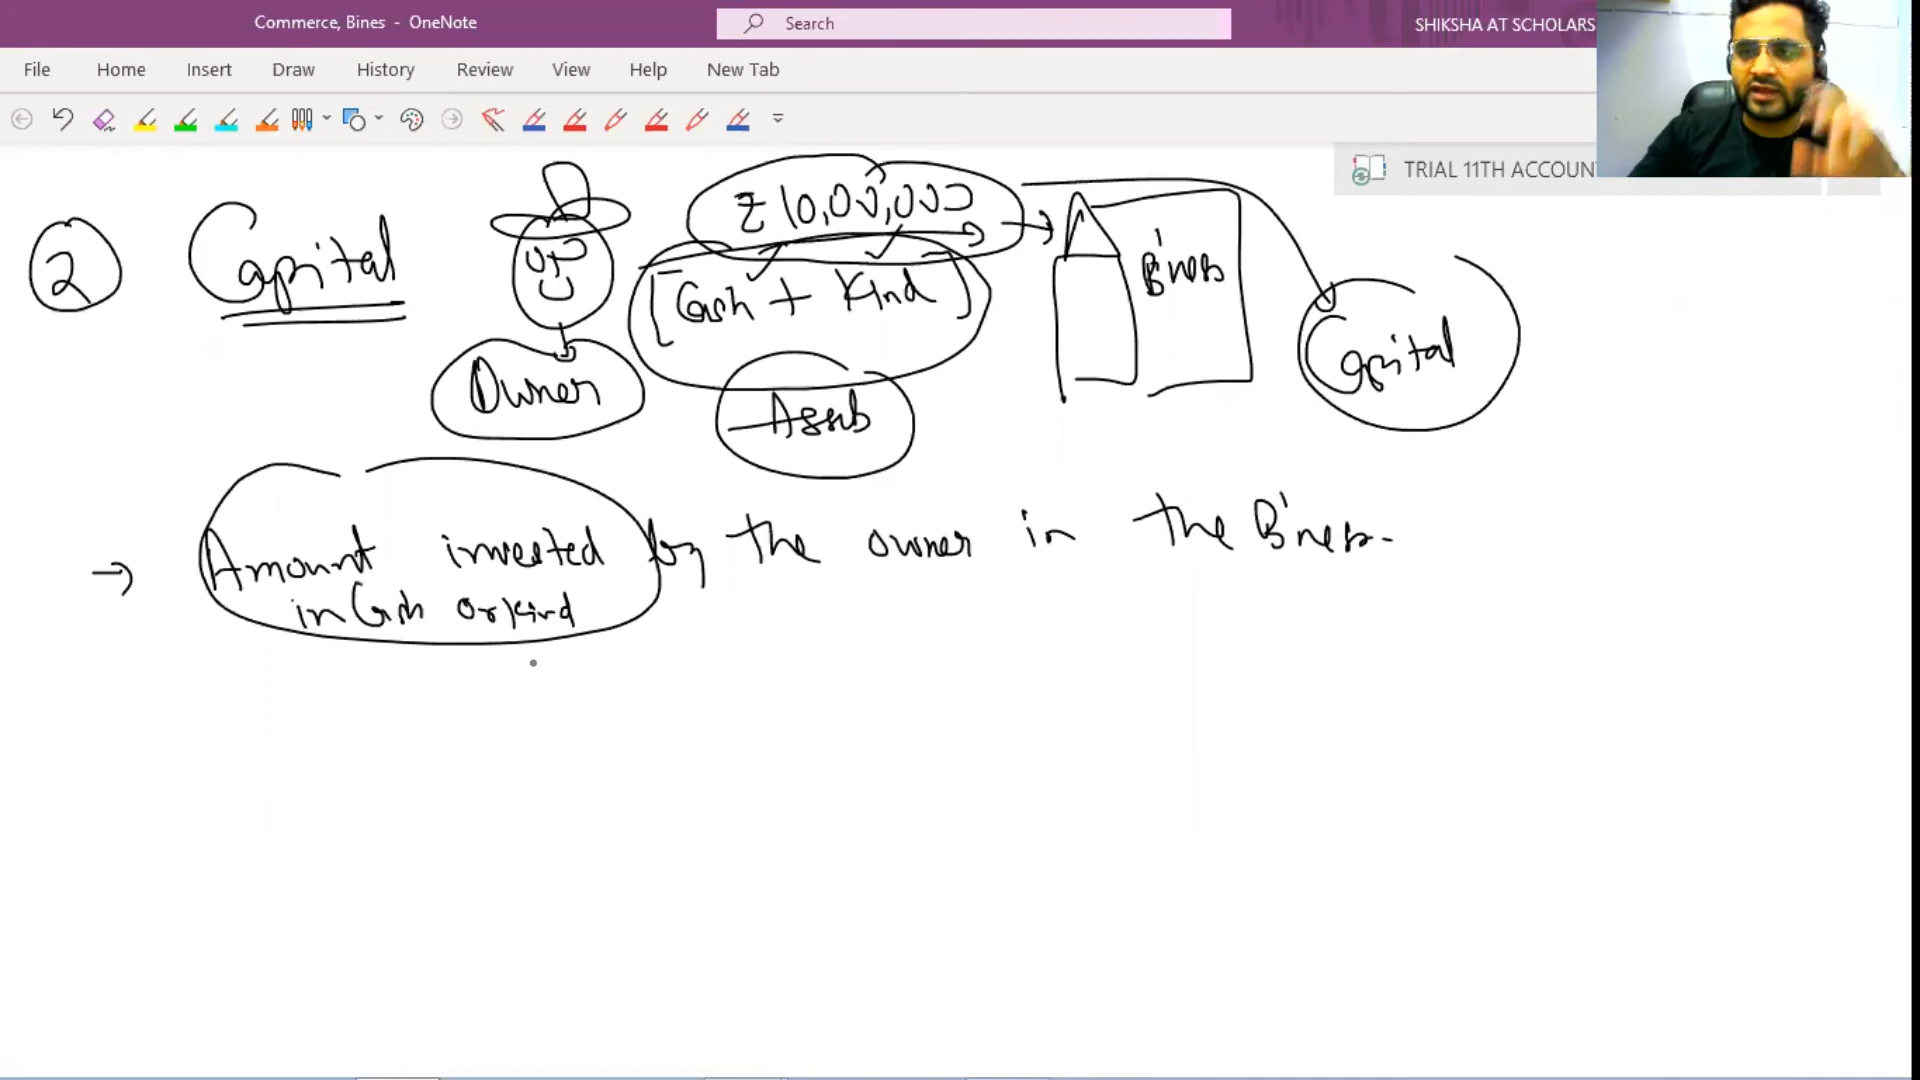 Commerce, Bines - OneNote
Search
SHIKSHA AT SCHOLARS
File Home Insert Draw History Review View Help New Tab
TRIAL 11TH ACCOUN
2 Capital
₹ 10,00,000
[Cash + Kind]
B'ness
Capital
Owner
Assets
→ Amount invested by the owner in the B'ness.
in Cash or kind